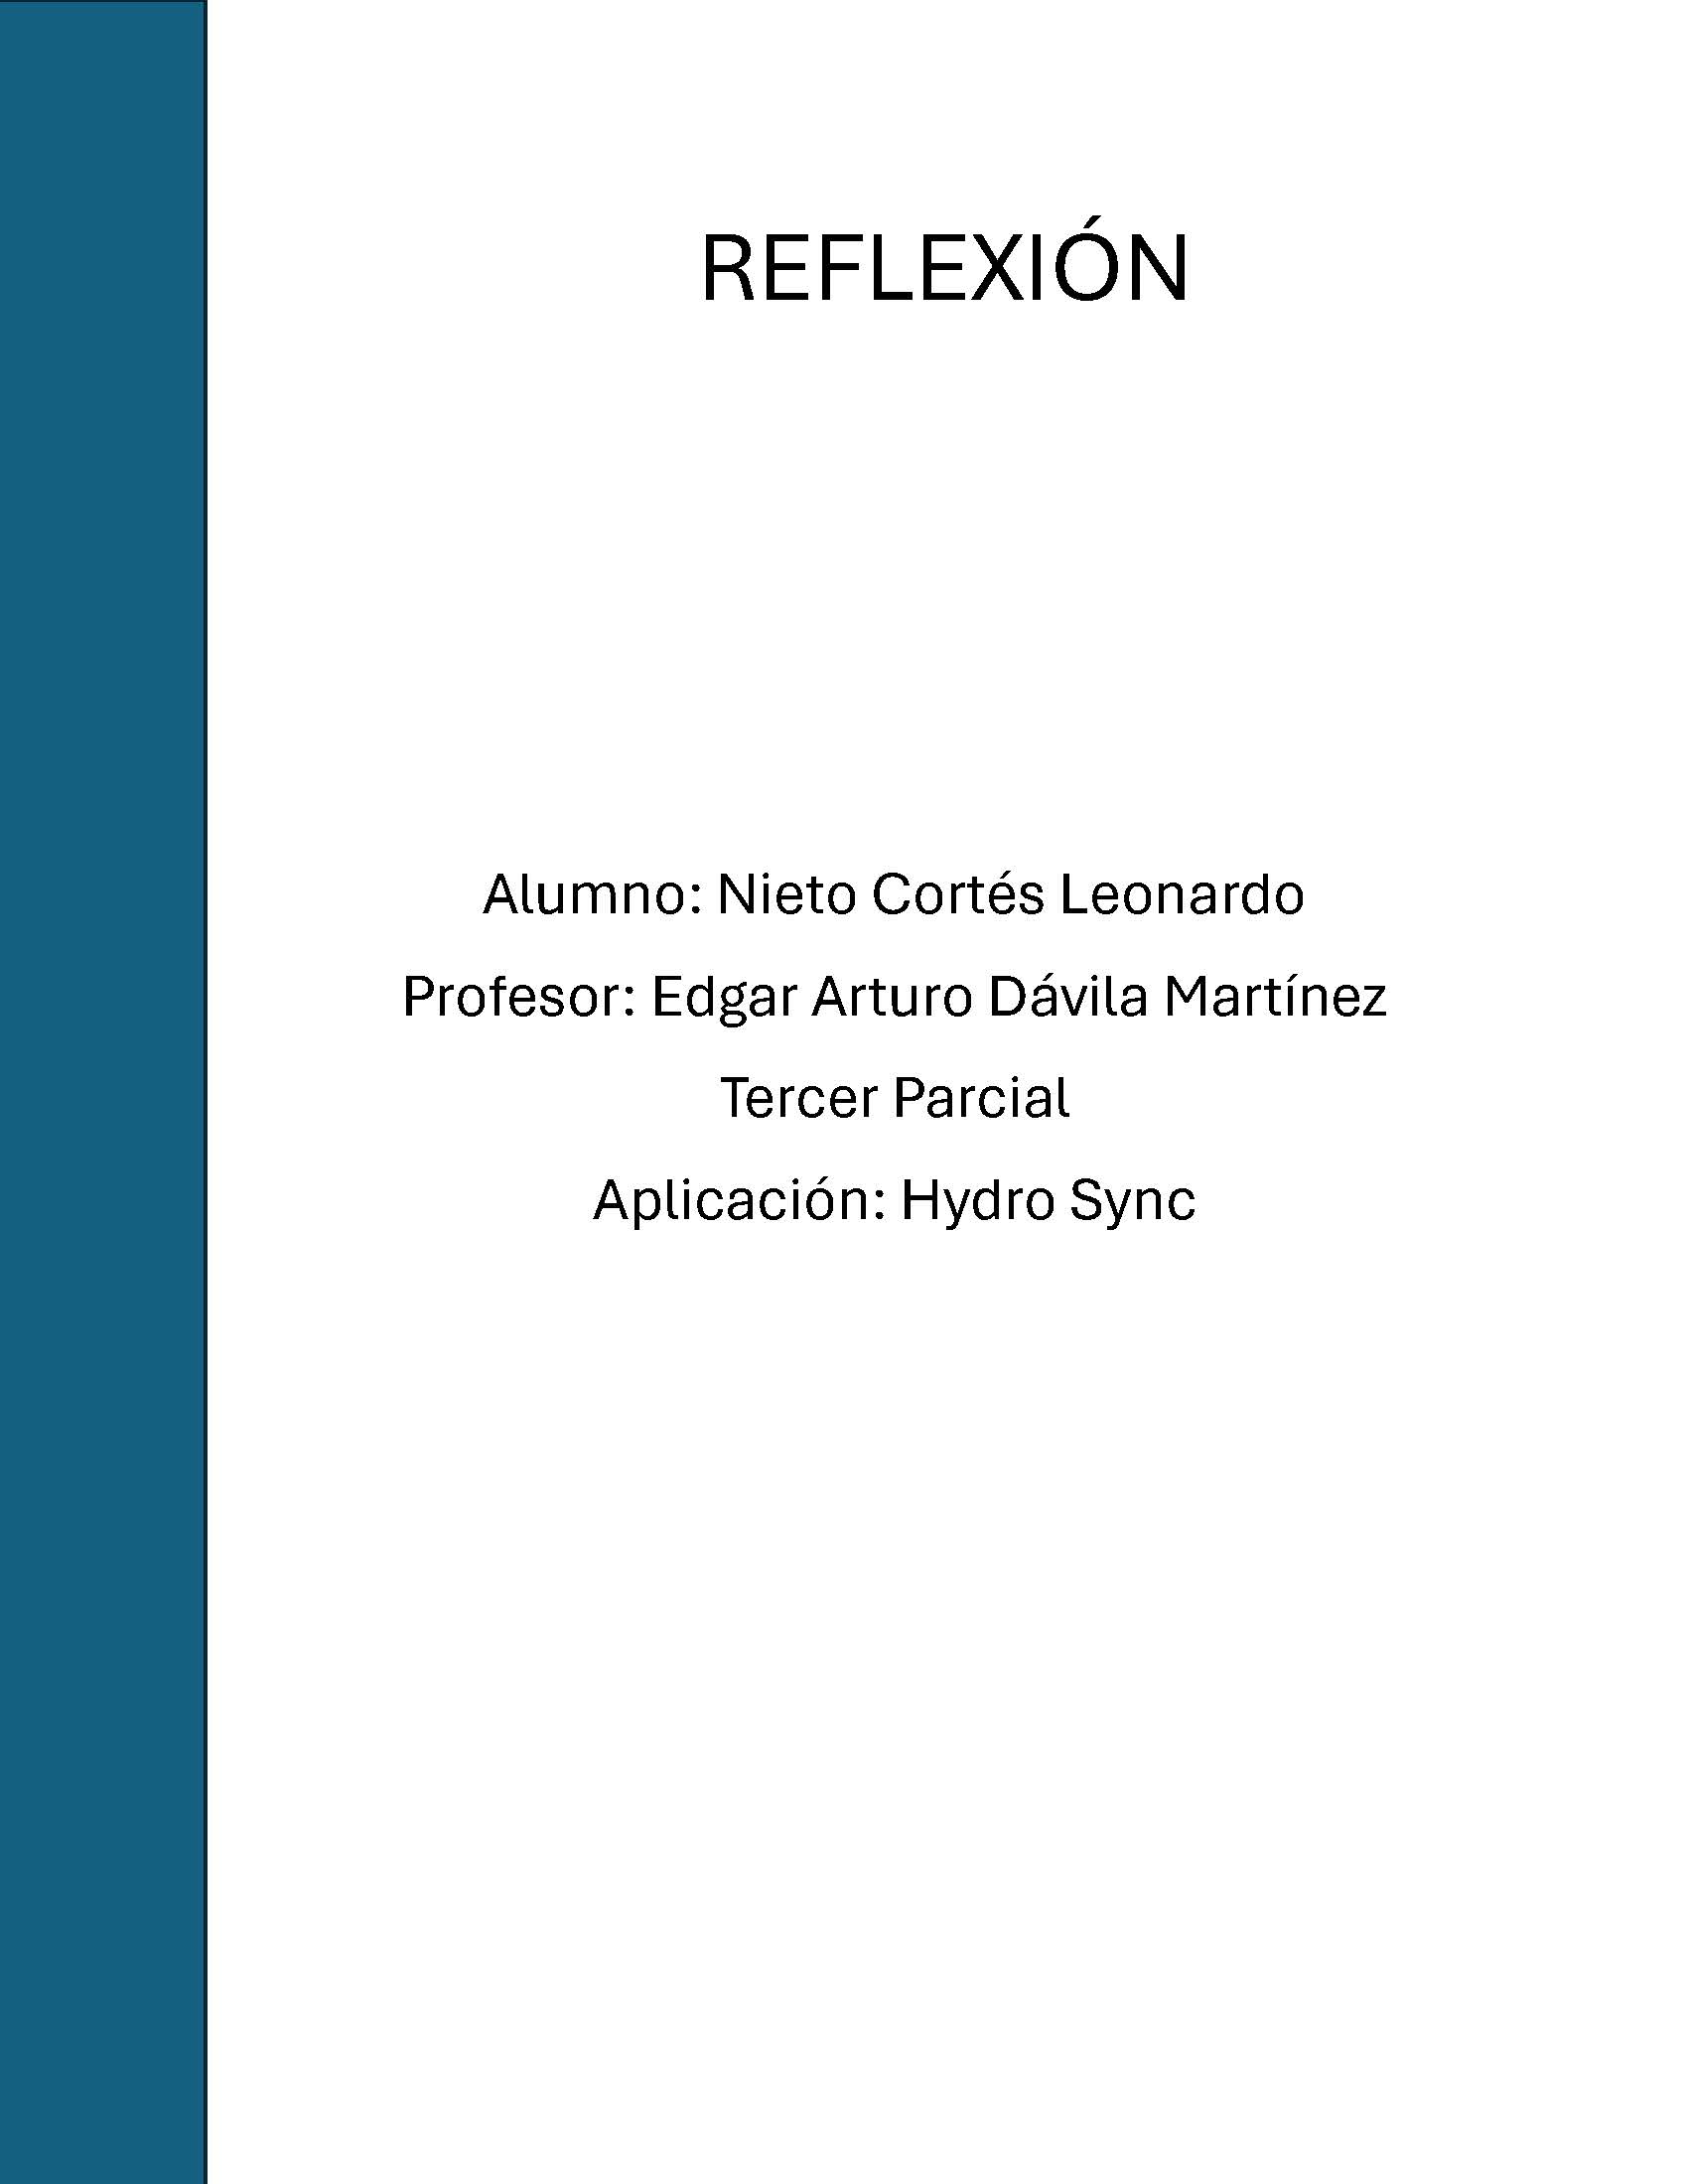 REFLEXIÓN
Alumno: Nieto Cortés Leonardo
Profesor: Edgar Arturo Dávila Martínez
Tercer Parcial
Aplicación: Hydro Sync